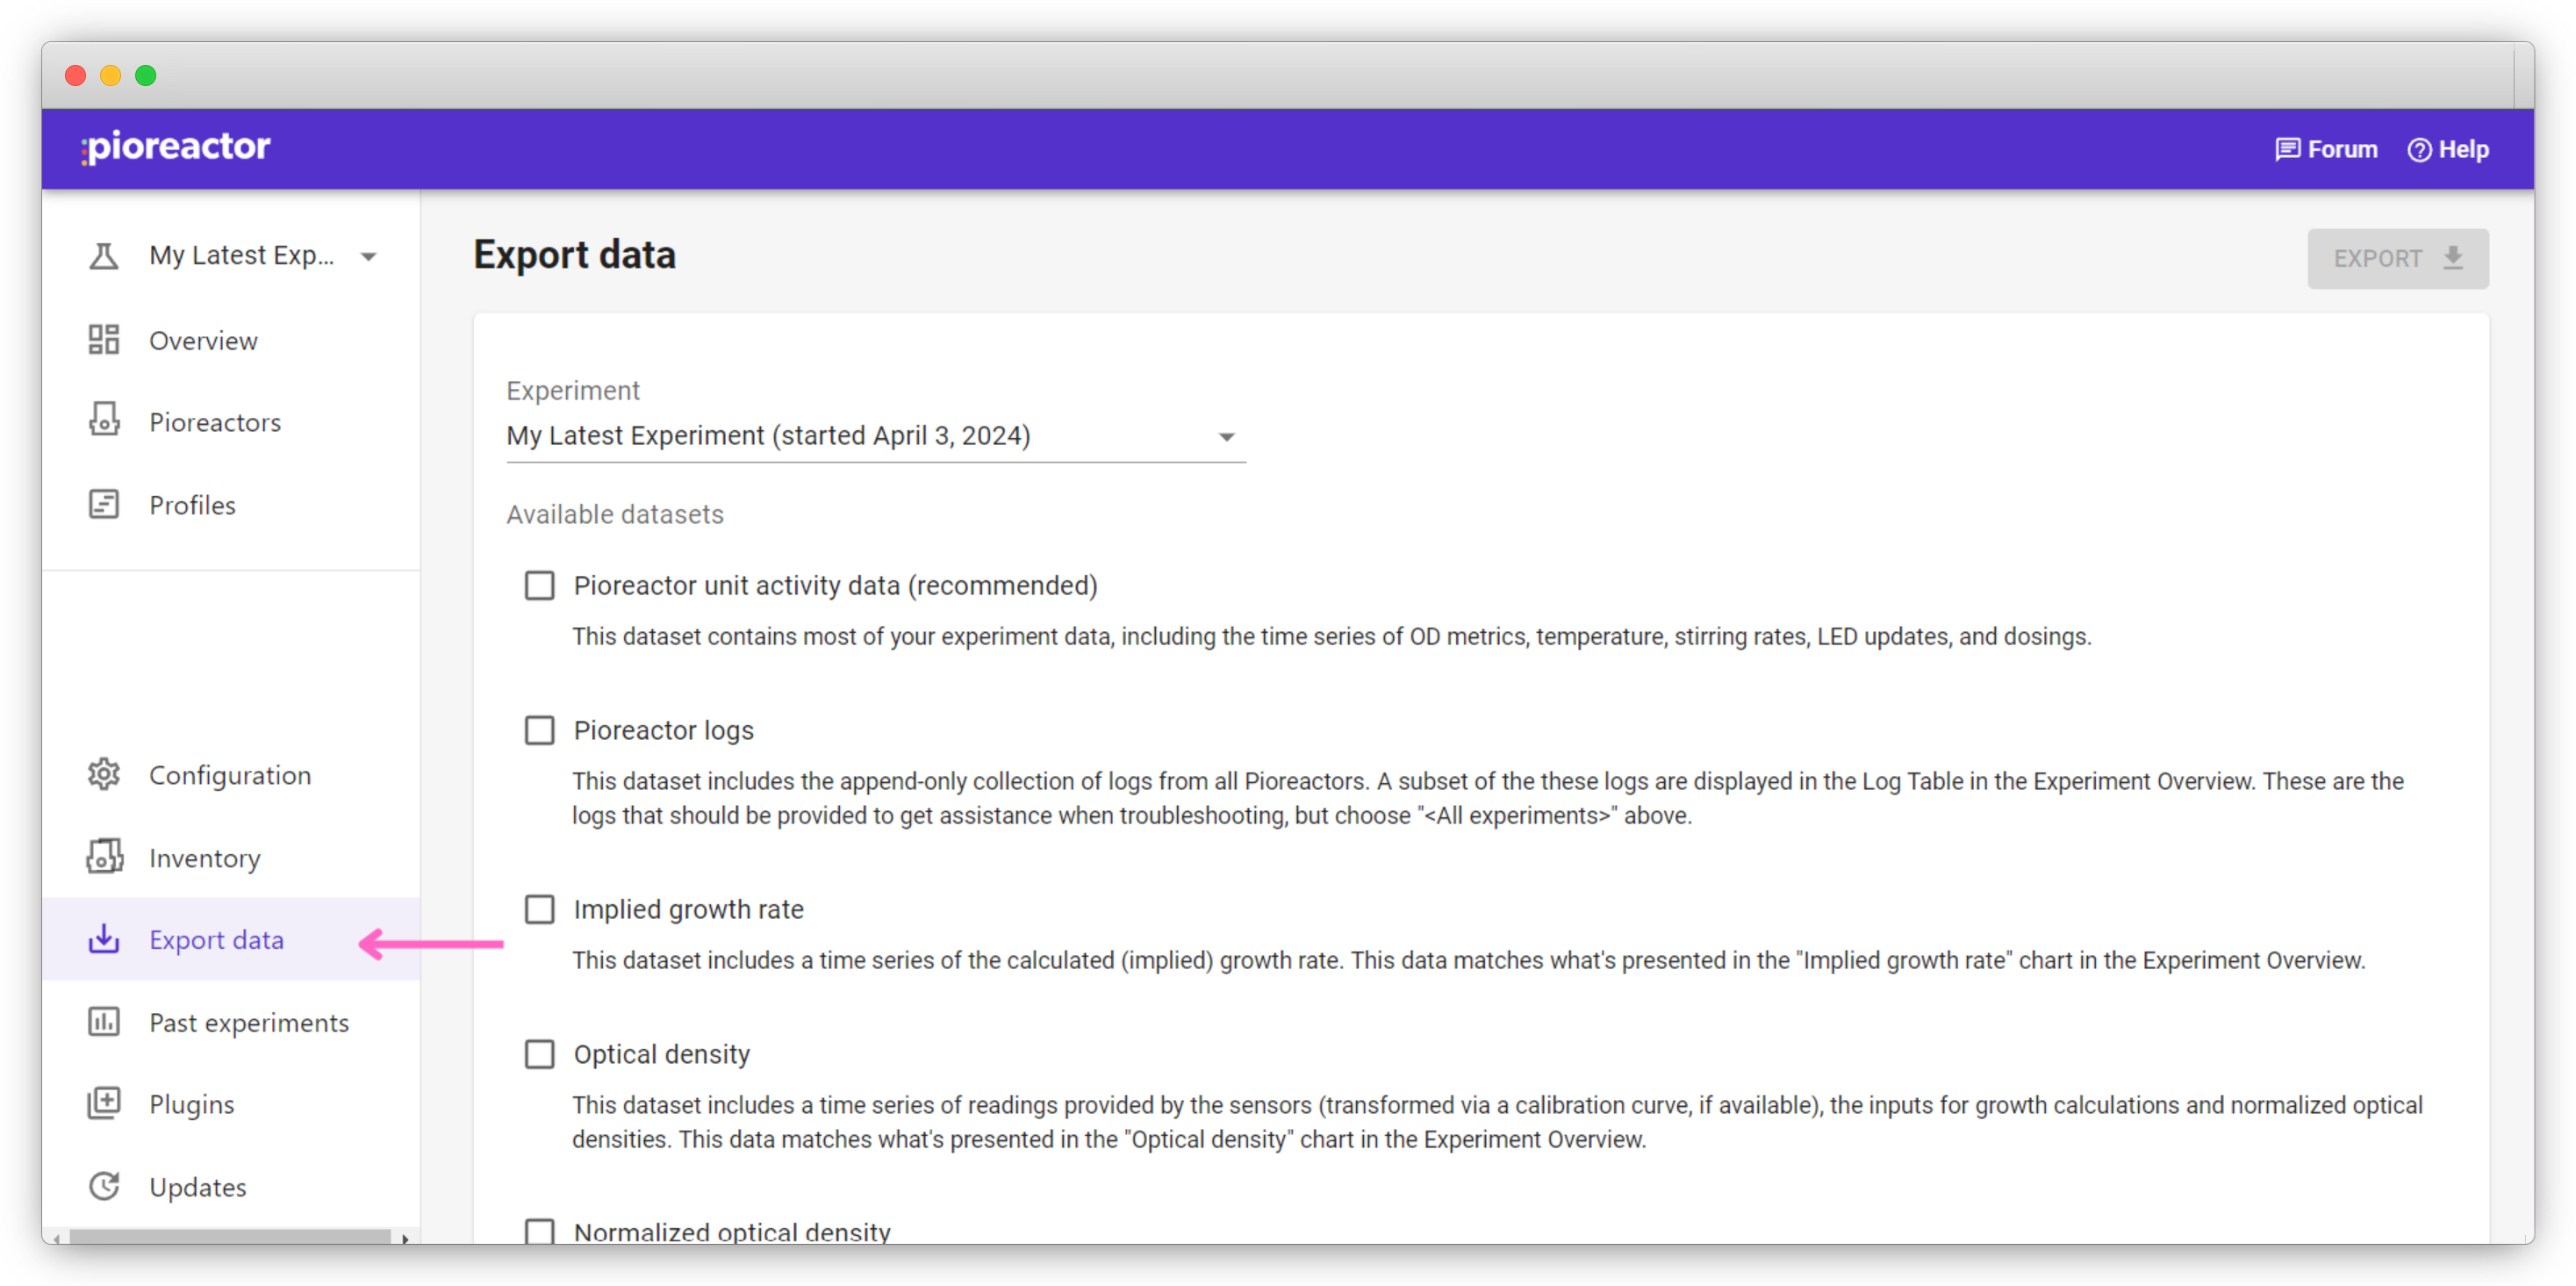 pioreactor
Forum
Help
My Latest Exp...
Overview
Pioreactors
Profiles
Configuration
Inventory
Export data
Past experiments
Plugins
Updates
Export data
EXPORT
Experiment
My Latest Experiment (started April 3, 2024)
Available datasets
Pioreactor unit activity data (recommended)
This dataset contains most of your experiment data, including the time series of OD metrics, temperature, stirring rates, LED updates, and dosings.
Pioreactor logs
This dataset includes the append-only collection of logs from all Pioreactors. A subset of the these logs are displayed in the Log Table in the Experiment Overview. These are the
logs that should be provided to get assistance when troubleshooting, but choose "<All experiments>" above.
Implied growth rate
This dataset includes a time series of the calculated (implied) growth rate. This data matches what's presented in the "Implied growth rate" chart in the Experiment Overview.
Optical density
This dataset includes a time series of readings provided by the sensors (transformed via a calibration curve, if available), the inputs for growth calculations and normalized optical
densities. This data matches what's presented in the "Optical density" chart in the Experiment Overview.
Normalized optical density